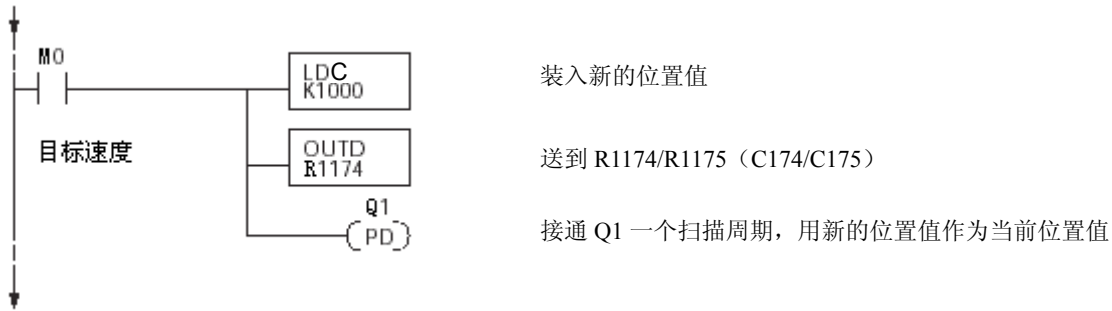 M0
LDC
K1000
装入新的位置值
目标速度
OUTD
R1174
送到 R1174/R1175（C174/C175）
Q1
PD
接通 Q1 一个扫描周期，用新的位置值作为当前位置值